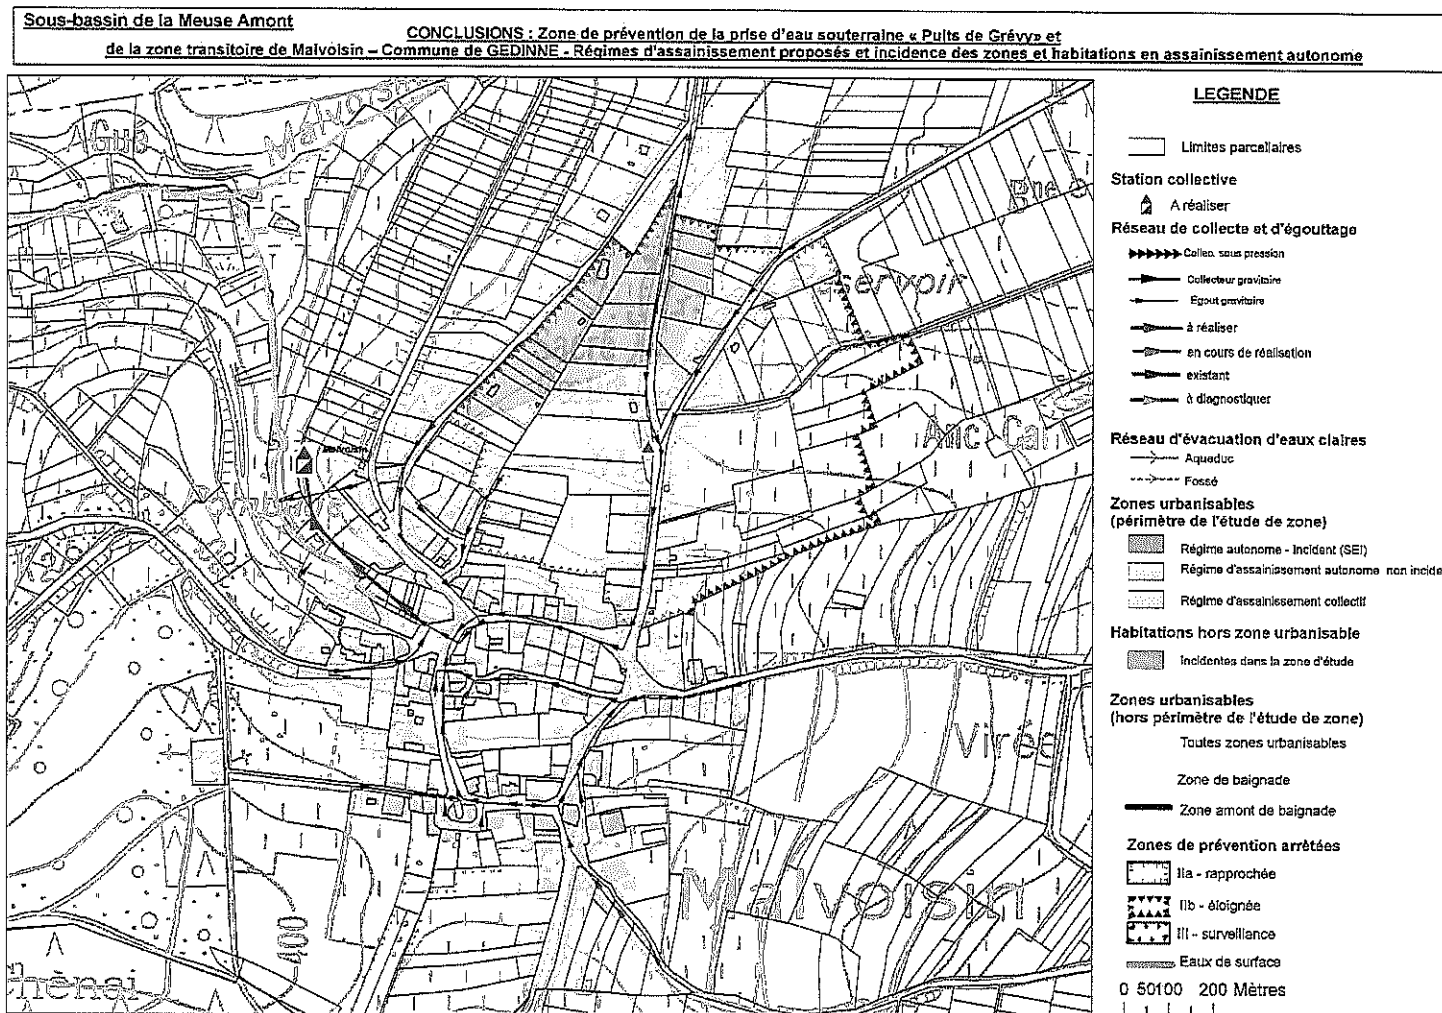 Sous-bassin de la Meuse Amont
CONCLUSIONS : Zone de prévention de la prise d'eau souterraine « Puits de Grévy» et
de la zone transitoire de Malvoisin – Commune de GEDINNE - Régimes d'assainissement proposés et incidence des zones et habitations en assainissement autonome
Malvoisin
Malvoisin
400
LEGENDE
Limites parcellaires
Station collective
A réaliser
Réseau de collecte et d'égouttage
Collec. sous pression
Collecteur gravitaire
Egout gravitaire
à réaliser
en cours de réalisation
existant
à diagnostiquer
Réseau d'évacuation d'eaux claires
Aqueduc
Fossé
Zones urbanisables
(périmètre de l'étude de zone)
Régime autonome - Incident (SEI)
Régime d'assainissement autonome non incide
Régime d'assainissement collectif
Habitations hors zone urbanisable
Incidentes dans la zone d'étude
Zones urbanisables
(hors périmètre de l'étude de zone)
Toutes zones urbanisables
Zone de baignade
Zone amont de baignade
Zones de prévention arrêtées
IIa - rapprochée
IIb - éloignée
III - surveillance
Eaux de surface
0 50100 200 Mètres